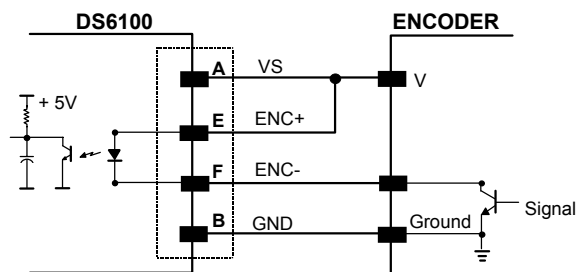 DS6100
ENCODER
A
VS
V
+ 5V
E
ENC+
F
ENC-
Signal
B
GND
Ground